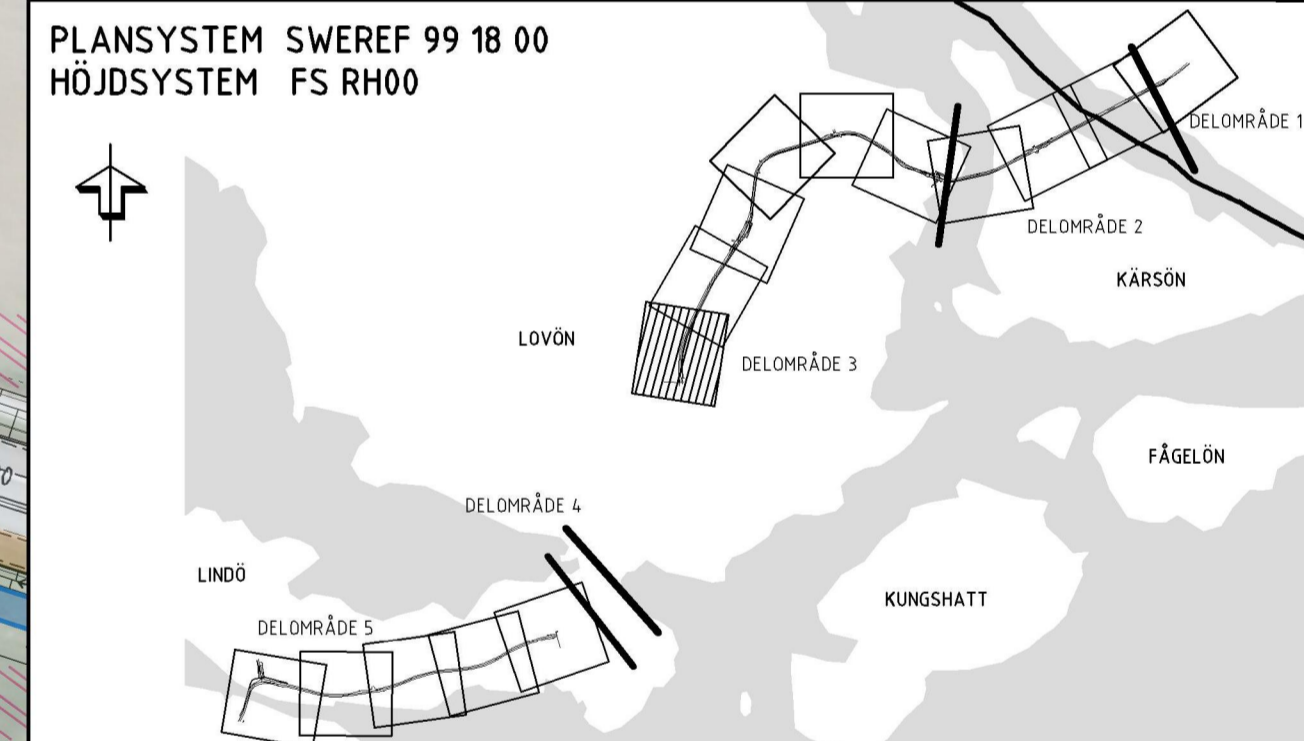 PLANSYSTEM SWEREF 99 18 00
HÖJDSYSTEM FS RH00
DELOMRÅDE 1
DELOMRÅDE 2
KÄRSÖN
LOVÖN
DELOMRÅDE 3
FÅGELÖN
DELOMRÅDE 4
LINDÖ
KUNGSHATT
DELOMRÅDE 5